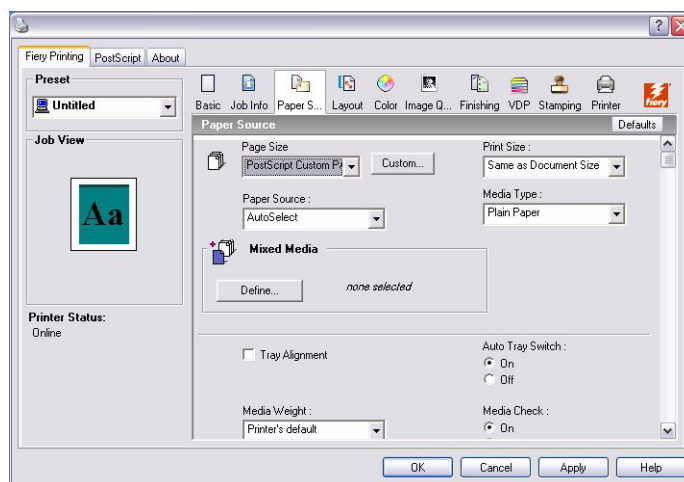 Fiery Printing PostScript About
Preset
Untitled
Job View
Aa
Printer Status:
Online
Basic Job Info Paper S... Layout Color Image Q... Finishing VDP Stamping Printer fiery
Paper Source Defaults
Page Size Print Size :
PostScript Custom Custom... Same as Document Size
Paper Source : Media Type :
AutoSelect Plain Paper
Mixed Media
Define... none selected
Tray Alignment Auto Tray Switch :
On
Off
Media Weight : Media Check :
Printer's default On
OK Cancel Apply Help